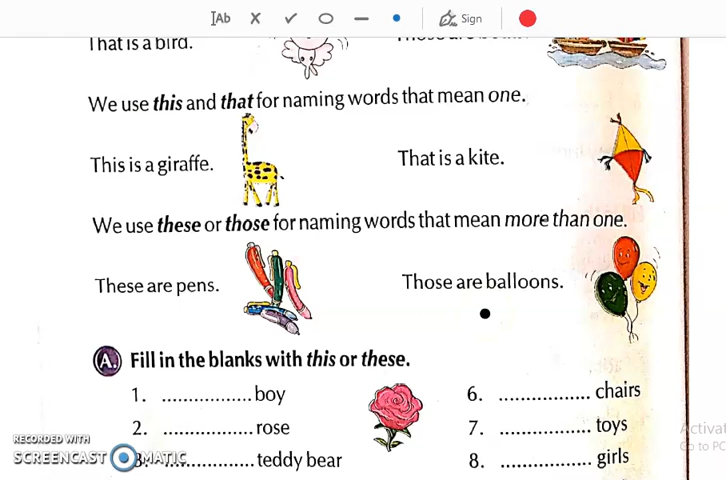 Ab Sign
That is a bird.
We use this and that for naming words that mean one.
This is a giraffe. That is a kite.
We use these or those for naming words that mean more than one.
These are pens. Those are balloons.
A. Fill in the blanks with this or these.
1. ................. boy 6. ................. chairs
2. ................. rose 7. ................. toys
3. ................. teddy bear 8. ................. girls
RECORDED WITH
SCREENCAST MATIC